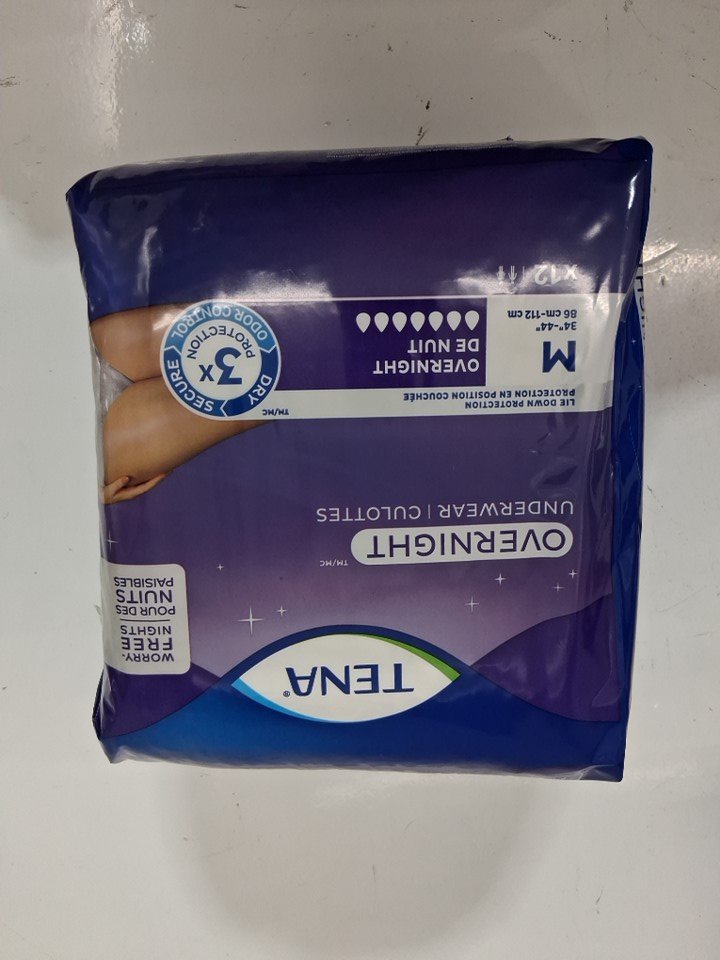 TENA®
WORRY-
FREE
NIGHTS
POUR DES
NUITS
PAISIBLES
OVERNIGHT TM/MC
UNDERWEAR | CULOTTES
LIE DOWN PROTECTION
PROTECTION EN POSITION COUCHÉE
M
34"-44"
86 cm-112 cm
OVERNIGHT
DE NUIT
TM/MC
DRY
SECURE
ODOR CONTROL
3X
PROTECTION
x12